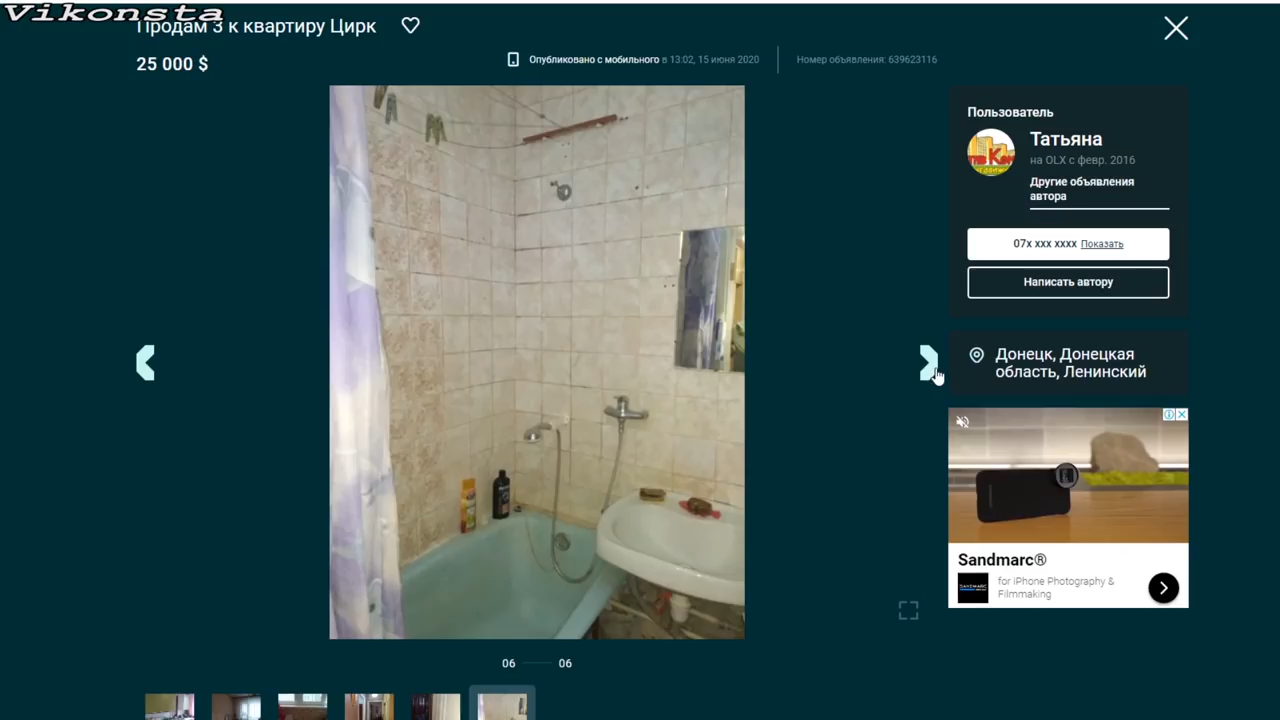 Vikonsta
Продам 3 к квартиру Цирк
25 000 $
Опубликовано с мобильного в 13:02, 15 июня 2020
Номер объявления: 639623116
Пользователь
Татьяна
на OLX с февр. 2016
Другие объявления
автора
07x xxx xxxx Показать
Написать автору
Донецк, Донецкая
область, Ленинский
Sandmarc®
SANDMARC
for iPhone Photography &
Filmmaking
06 06